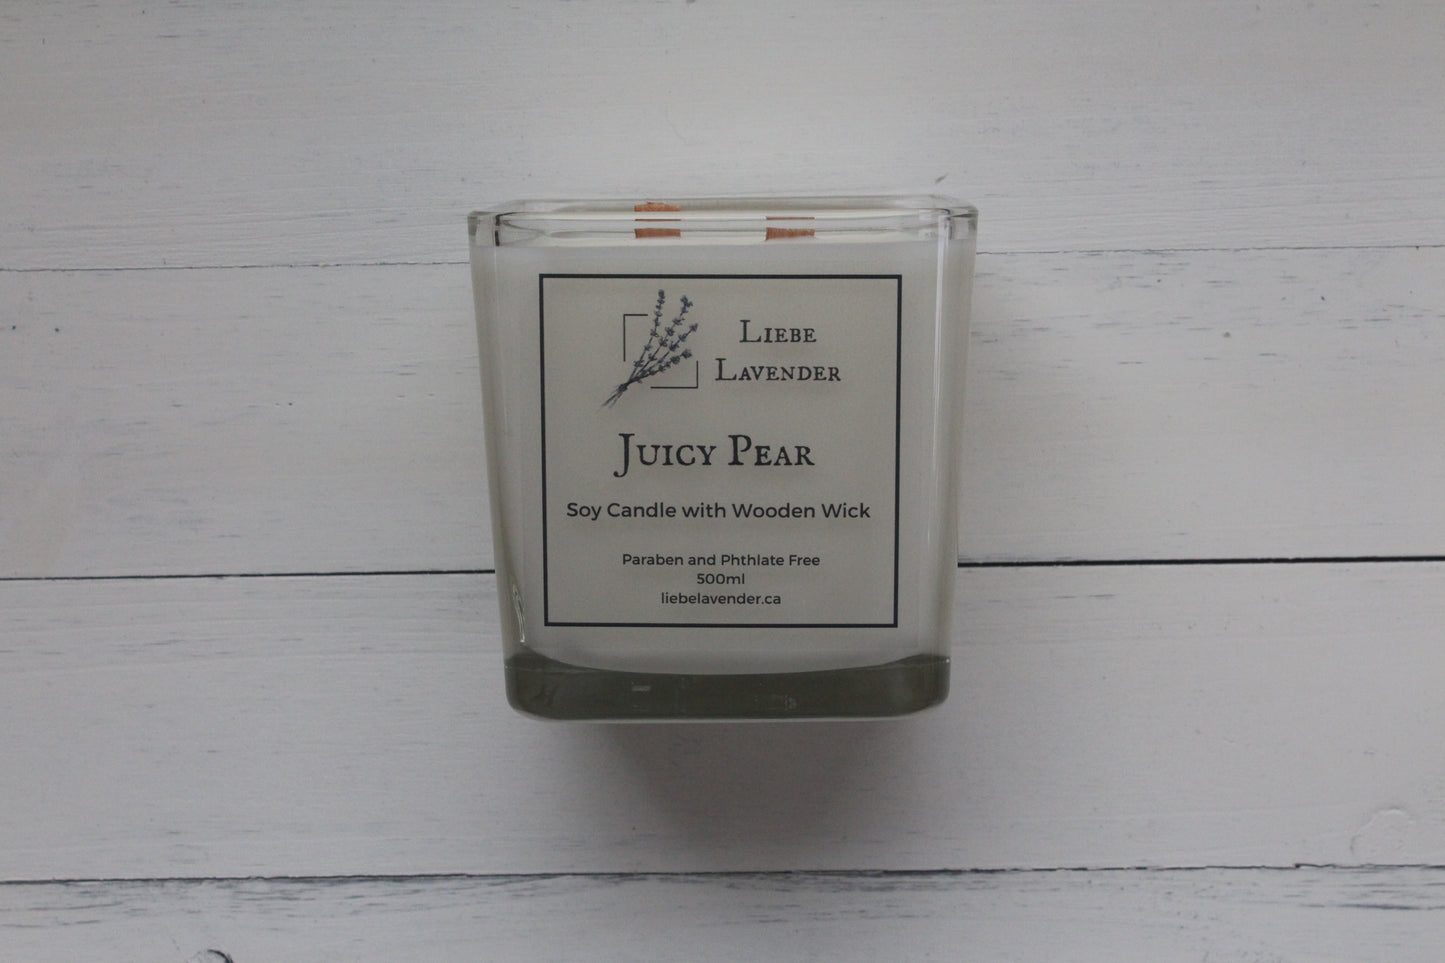 Liebe
Lavender
Juicy Pear
Soy Candle with Wooden Wick
Paraben and Phthlate Free
500ml
liebelavender.ca